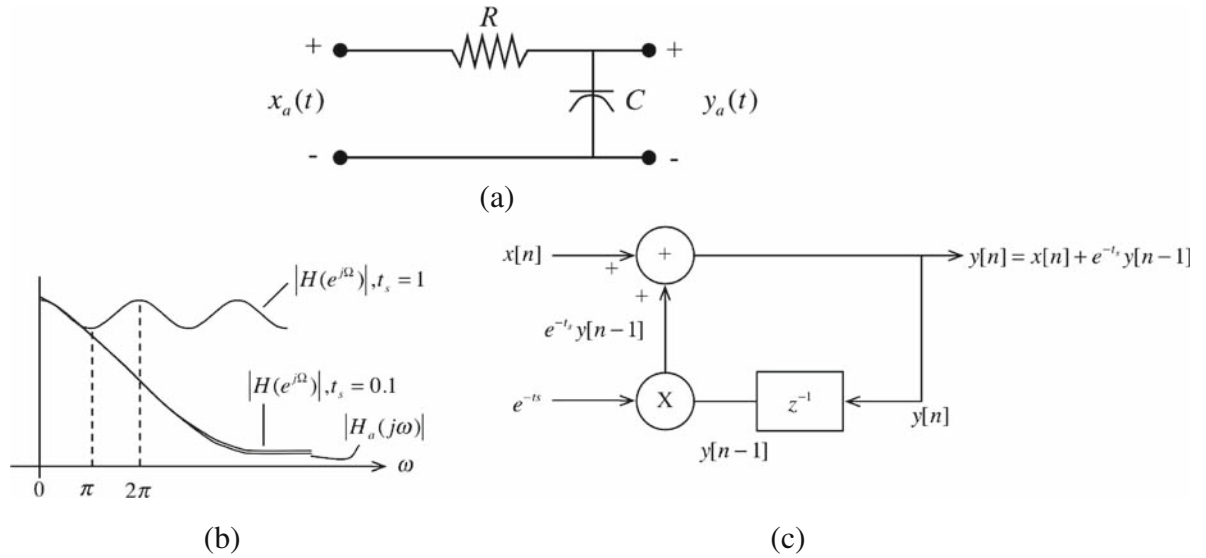 R
+ +
x_a(t) C y_a(t)
- -
(a)
|H(e^{jΩ})|, t_s = 1
|H(e^{jΩ})|, t_s = 0.1
|H_a(jω)|
ω
0 π 2π
(b)
x[n] + + y[n] = x[n] + e^{-t_s} y[n-1]
+
e^{-t_s} y[n-1]
e^{-ts} X z^{-1}
y[n]
y[n-1]
(c)